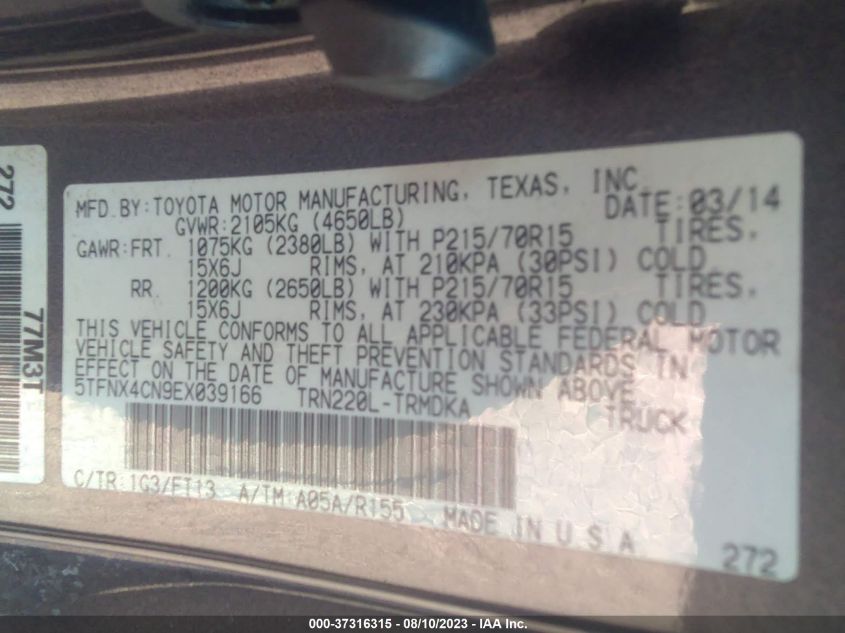 272
77M3T
MFD. BY: TOYOTA MOTOR MANUFACTURING, TEXAS, INC.
GVWR: 2105KG (4650LB) DATE: 03/14
GAWR: FRT. 1075KG (2380LB) WITH P215/70R15 TIRES,
15X6J RIMS, AT 210KPA (30PSI) COLD
RR. 1200KG (2650LB) WITH P215/70R15 TIRES,
15X6J RIMS, AT 230KPA (33PSI) COLD
THIS VEHICLE CONFORMS TO ALL APPLICABLE FEDERAL MOTOR
VEHICLE SAFETY AND THEFT PREVENTION STANDARDS IN
EFFECT ON THE DATE OF MANUFACTURE SHOWN ABOVE.
5TFNX4CN9EX039166 TRN220L-TRMDKA TRUCK
C/TR: 1G3/FT13 A/TM: A05A/R155 MADE IN U S A
272
000-37316315 - 08/10/2023 - IAA Inc.